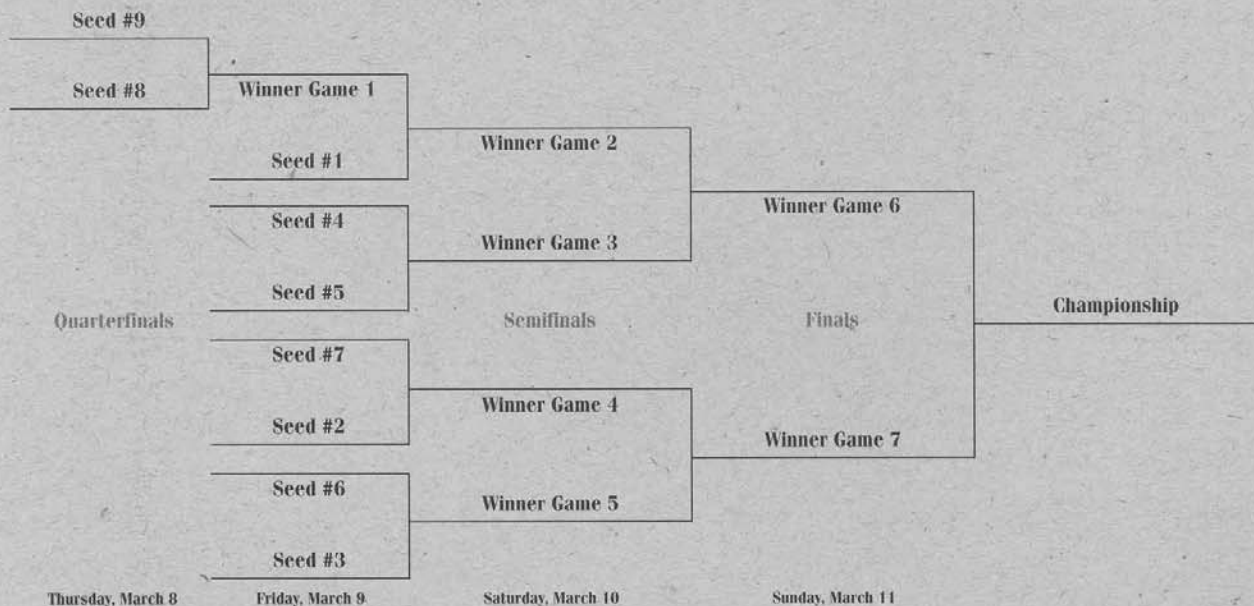 Seed #9
Seed #8
Winner Game 1
Seed #1
Winner Game 2
Seed #4
Winner Game 3
Seed #5
Winner Game 6
Quarterfinals
Semifinals
Finals
Championship
Seed #7
Seed #2
Winner Game 4
Winner Game 7
Seed #6
Winner Game 5
Seed #3
Thursday, March 8
Friday, March 9
Saturday, March 10
Sunday, March 11